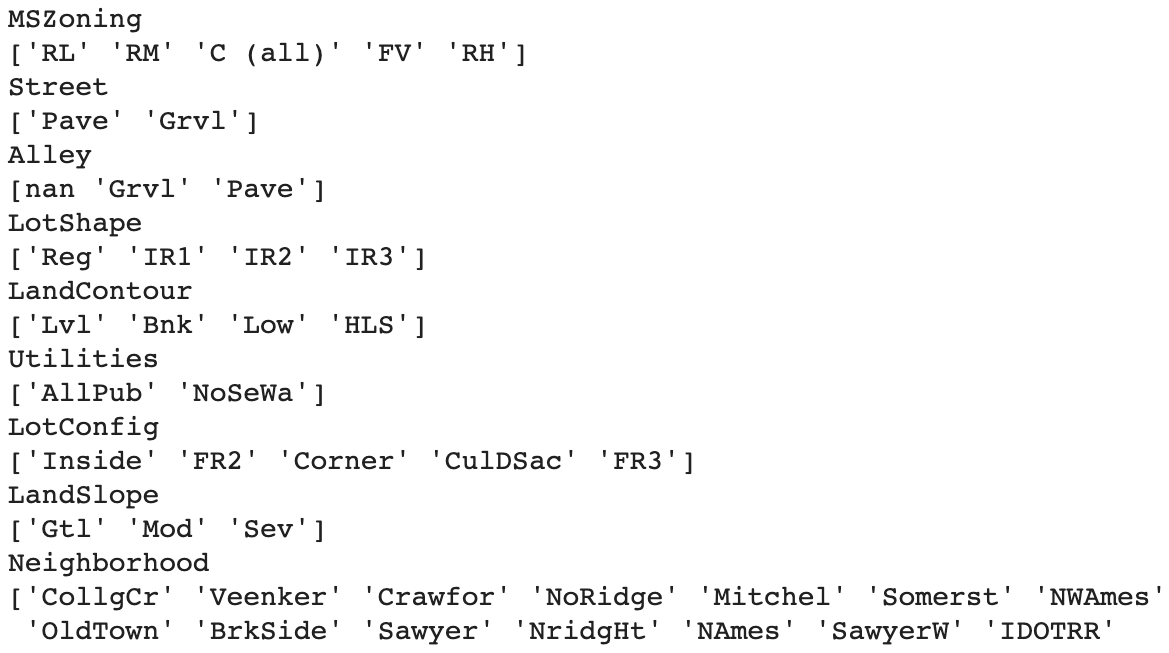 MSZoning
['RL' 'RM' 'C (all)' 'FV' 'RH']
Street
['Pave' 'Grvl']
Alley
[nan 'Grvl' 'Pave']
LotShape
['Reg' 'IR1' 'IR2' 'IR3']
LandContour
['Lvl' 'Bnk' 'Low' 'HLS']
Utilities
['AllPub' 'NoSeWa']
LotConfig
['Inside' 'FR2' 'Corner' 'CulDSac' 'FR3']
LandSlope
['Gtl' 'Mod' 'Sev']
Neighborhood
['CollgCr' 'Veenker' 'Crawfor' 'NoRidge' 'Mitchel' 'Somerst' 'NWAmes'
 'OldTown' 'BrkSide' 'Sawyer' 'NridgHt' 'NAmes' 'SawyerW' 'IDOTRR'